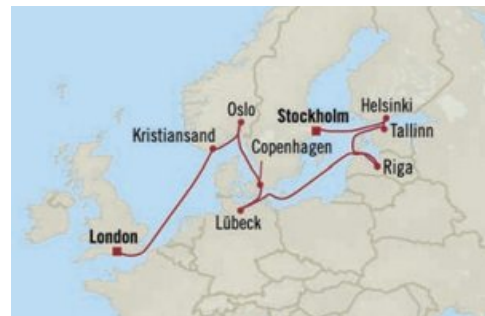 Oslo
Helsinki
Stockholm
Tallinn
Kristiansand
Copenhagen
Riga
Lübeck
London